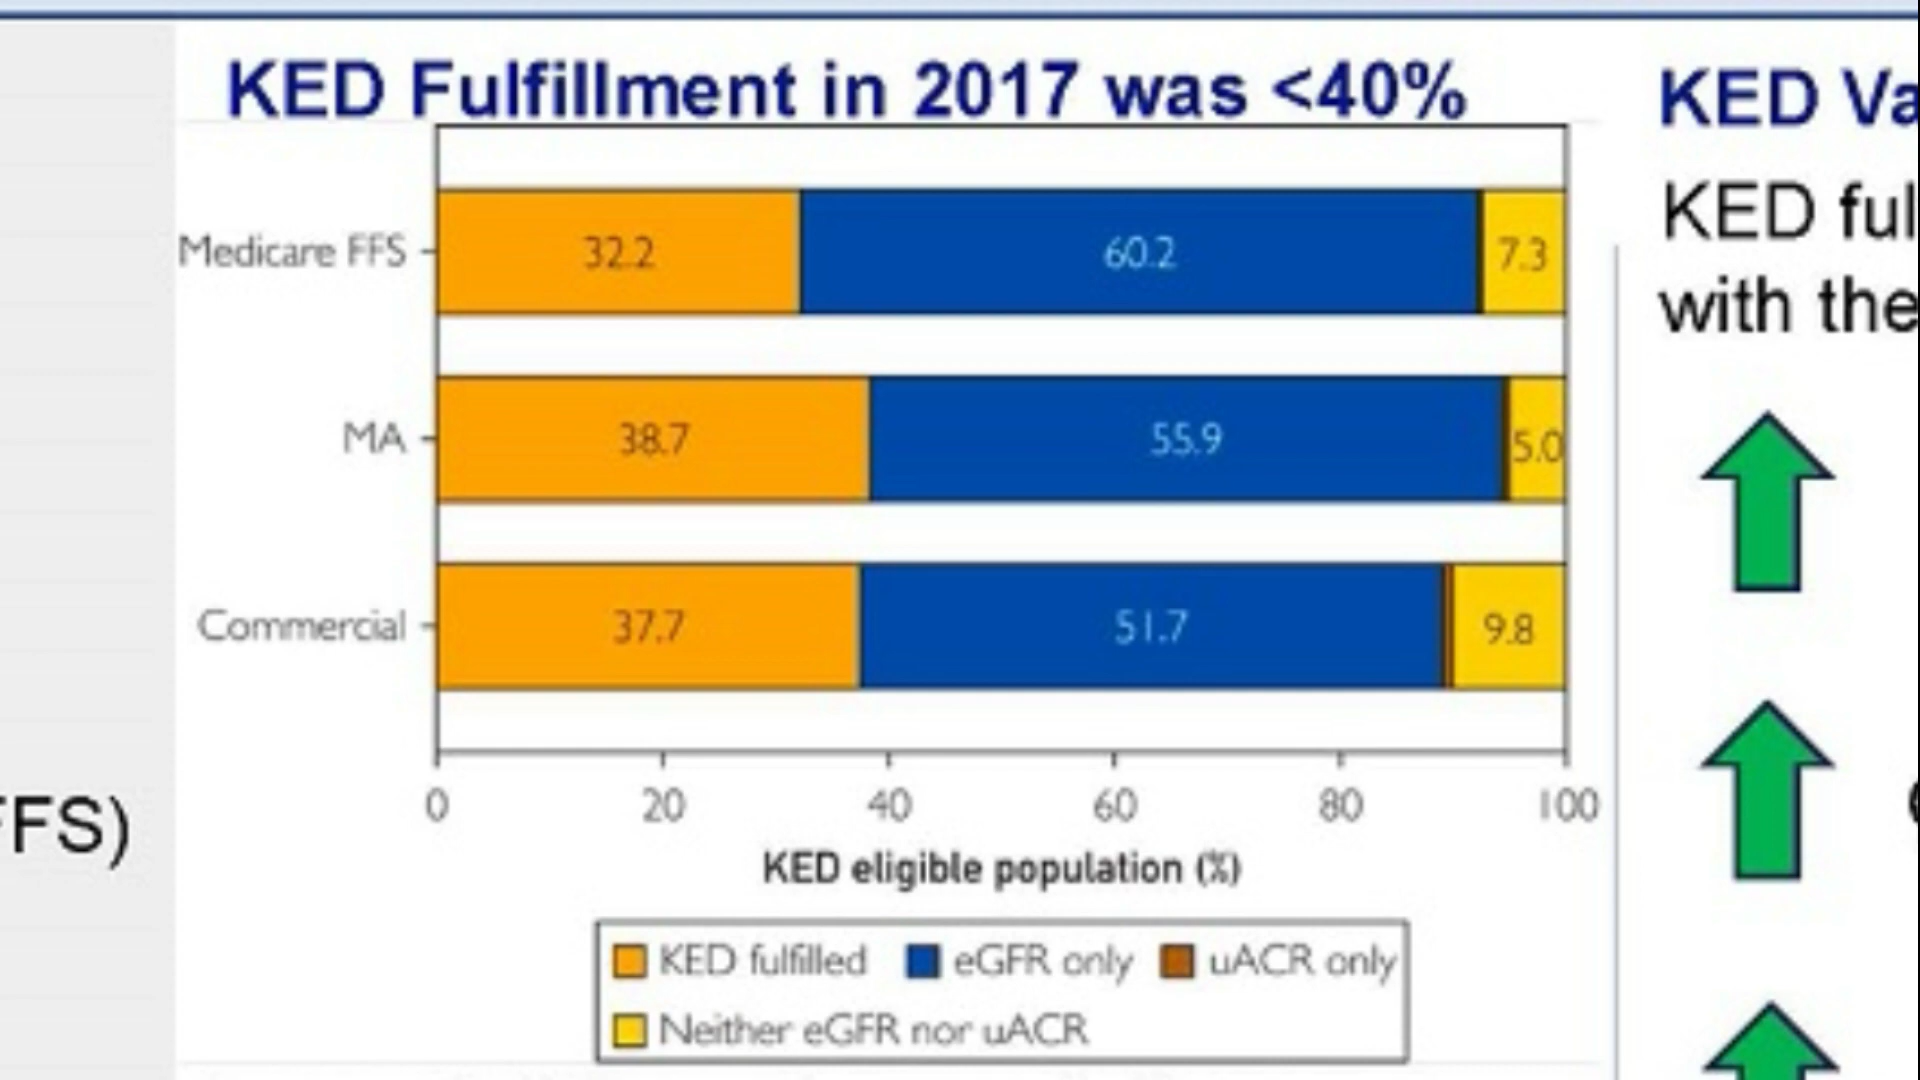 KED Fulfillment in 2017 was <40%
Medicare FFS
32.2 60.2 7.3
MA
38.7 55.9 5.0
Commercial
37.7 51.7 9.8
0 20 40 60 80 100
KED eligible population (%)
KED fulfilled eGFR only uACR only
Neither eGFR nor uACR
FFS)
KED Va
KED ful
with the